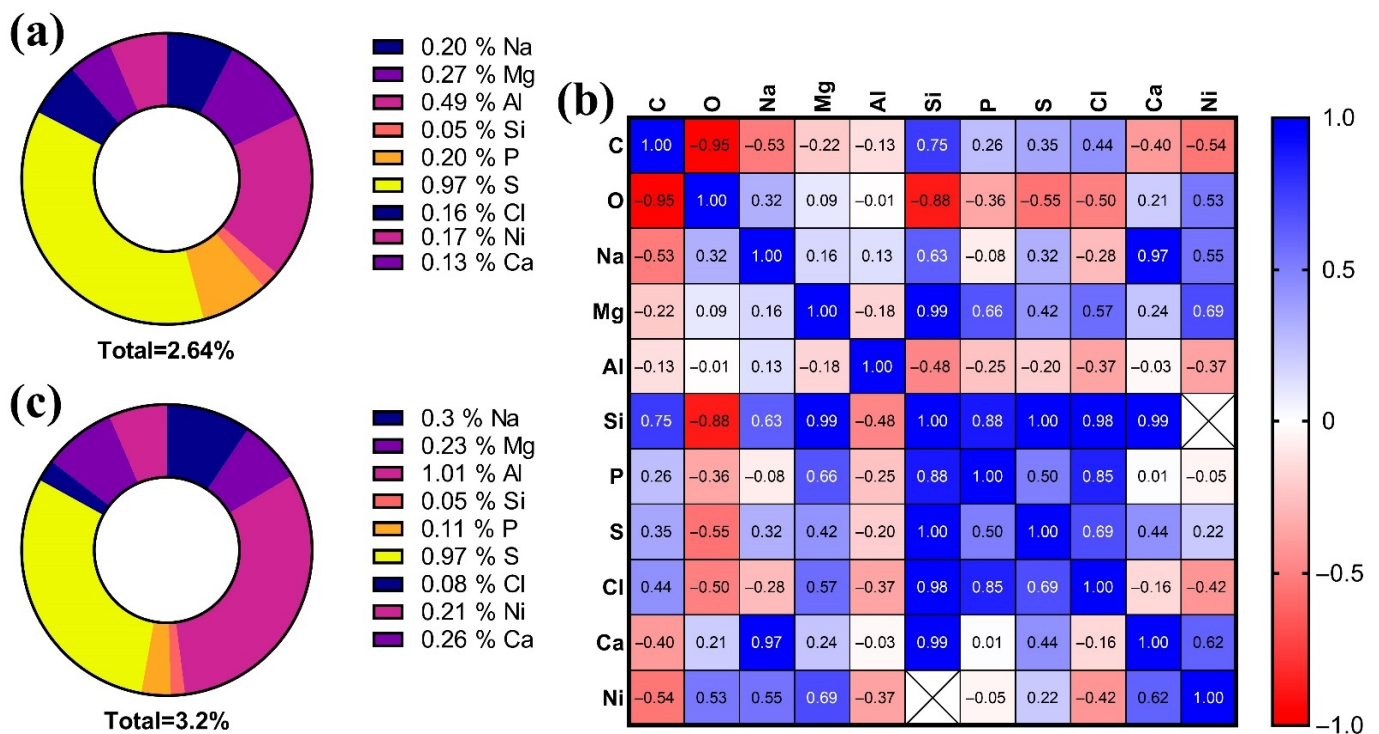 (a)
0.20 % Na
0.27 % Mg
0.49 % Al
0.05 % Si
0.20 % P
0.97 % S
0.16 % Cl
0.17 % Ni
0.13 % Ca
Total=2.64%
(b)
C O Na Mg Al Si P S Cl Ca Ni
C 1.00 −0.95 −0.53 −0.22 −0.13 0.75 0.26 0.35 0.44 −0.40 −0.54
O −0.95 1.00 0.32 0.09 −0.01 −0.88 −0.36 −0.55 −0.50 0.21 0.53
Na −0.53 0.32 1.00 0.16 0.13 0.63 −0.08 0.32 −0.28 0.97 0.55
Mg −0.22 0.09 0.16 1.00 −0.18 0.99 0.66 0.42 0.57 0.24 0.69
Al −0.13 −0.01 0.13 −0.18 1.00 −0.48 −0.25 −0.20 −0.37 −0.03 −0.37
Si 0.75 −0.88 0.63 0.99 −0.48 1.00 0.88 1.00 0.98 0.99
P 0.26 −0.36 −0.08 0.66 −0.25 0.88 1.00 0.50 0.85 0.01 −0.05
S 0.35 −0.55 0.32 0.42 −0.20 1.00 0.50 1.00 0.69 0.44 0.22
Cl 0.44 −0.50 −0.28 0.57 −0.37 0.98 0.85 0.69 1.00 −0.16 −0.42
Ca −0.40 0.21 0.97 0.24 −0.03 0.99 0.01 0.44 −0.16 1.00 0.62
Ni −0.54 0.53 0.55 0.69 −0.37 −0.05 0.22 −0.42 0.62 1.00
1.0
0.5
0
−0.5
−1.0
(c)
0.3 % Na
0.23 % Mg
1.01 % Al
0.05 % Si
0.11 % P
0.97 % S
0.08 % Cl
0.21 % Ni
0.26 % Ca
Total=3.2%